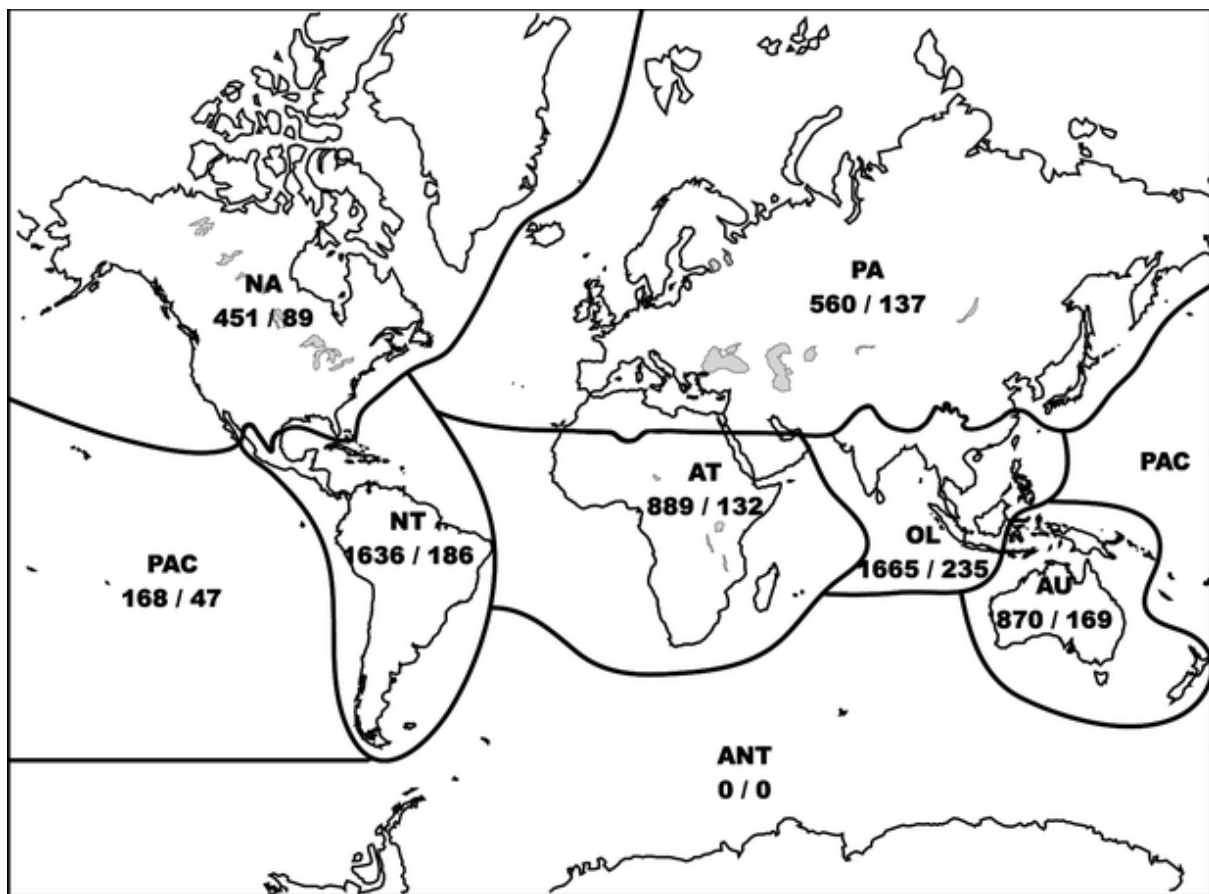 NA
451 / 89
PA
560 / 137
AT
889 / 132
PAC
NT
1636 / 186
OL
1665 / 235
PAC
168 / 47
AU
870 / 169
ANT
0 / 0